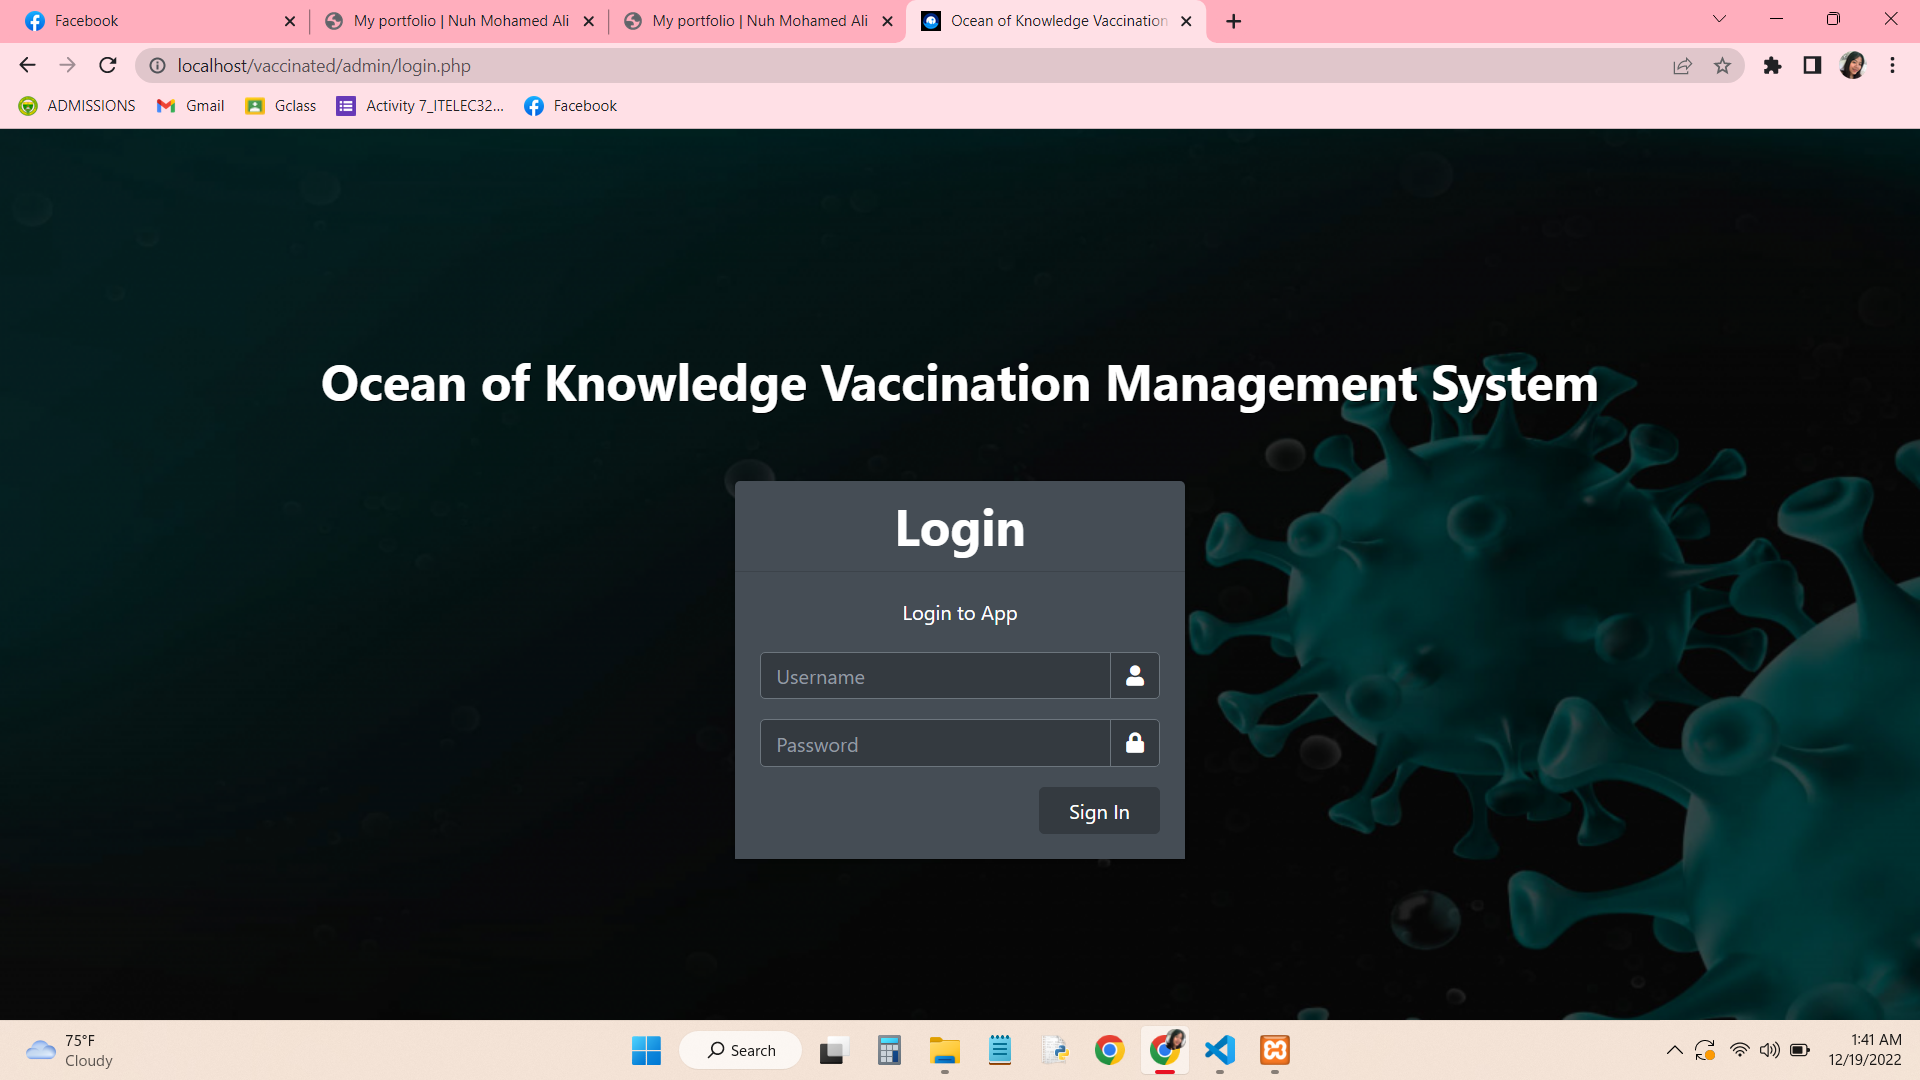 Facebook
My portfolio | Nuh Mohamed Ali
My portfolio | Nuh Mohamed Ali
Ocean of Knowledge Vaccination
localhost/vaccinated/admin/login.php
ADMISSIONS
Gmail
Gclass
Activity 7_ITELEC32...
Facebook
Ocean of Knowledge Vaccination Management System
Login
Login to App
Username
Password
Sign In
75°F
Cloudy
Search
1:41 AM
12/19/2022